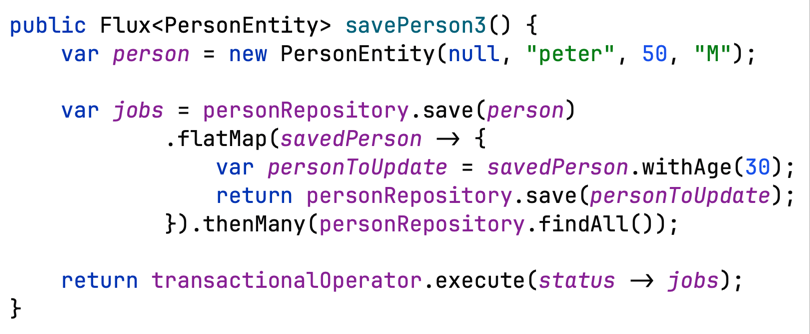 public Flux<PersonEntity> savePerson3() {
    var person = new PersonEntity(null, "peter", 50, "M");

    var jobs = personRepository.save(person)
            .flatMap(savedPerson -> {
                var personToUpdate = savedPerson.withAge(30);
                return personRepository.save(personToUpdate);
            }).thenMany(personRepository.findAll());

    return transactionalOperator.execute(status -> jobs);
}